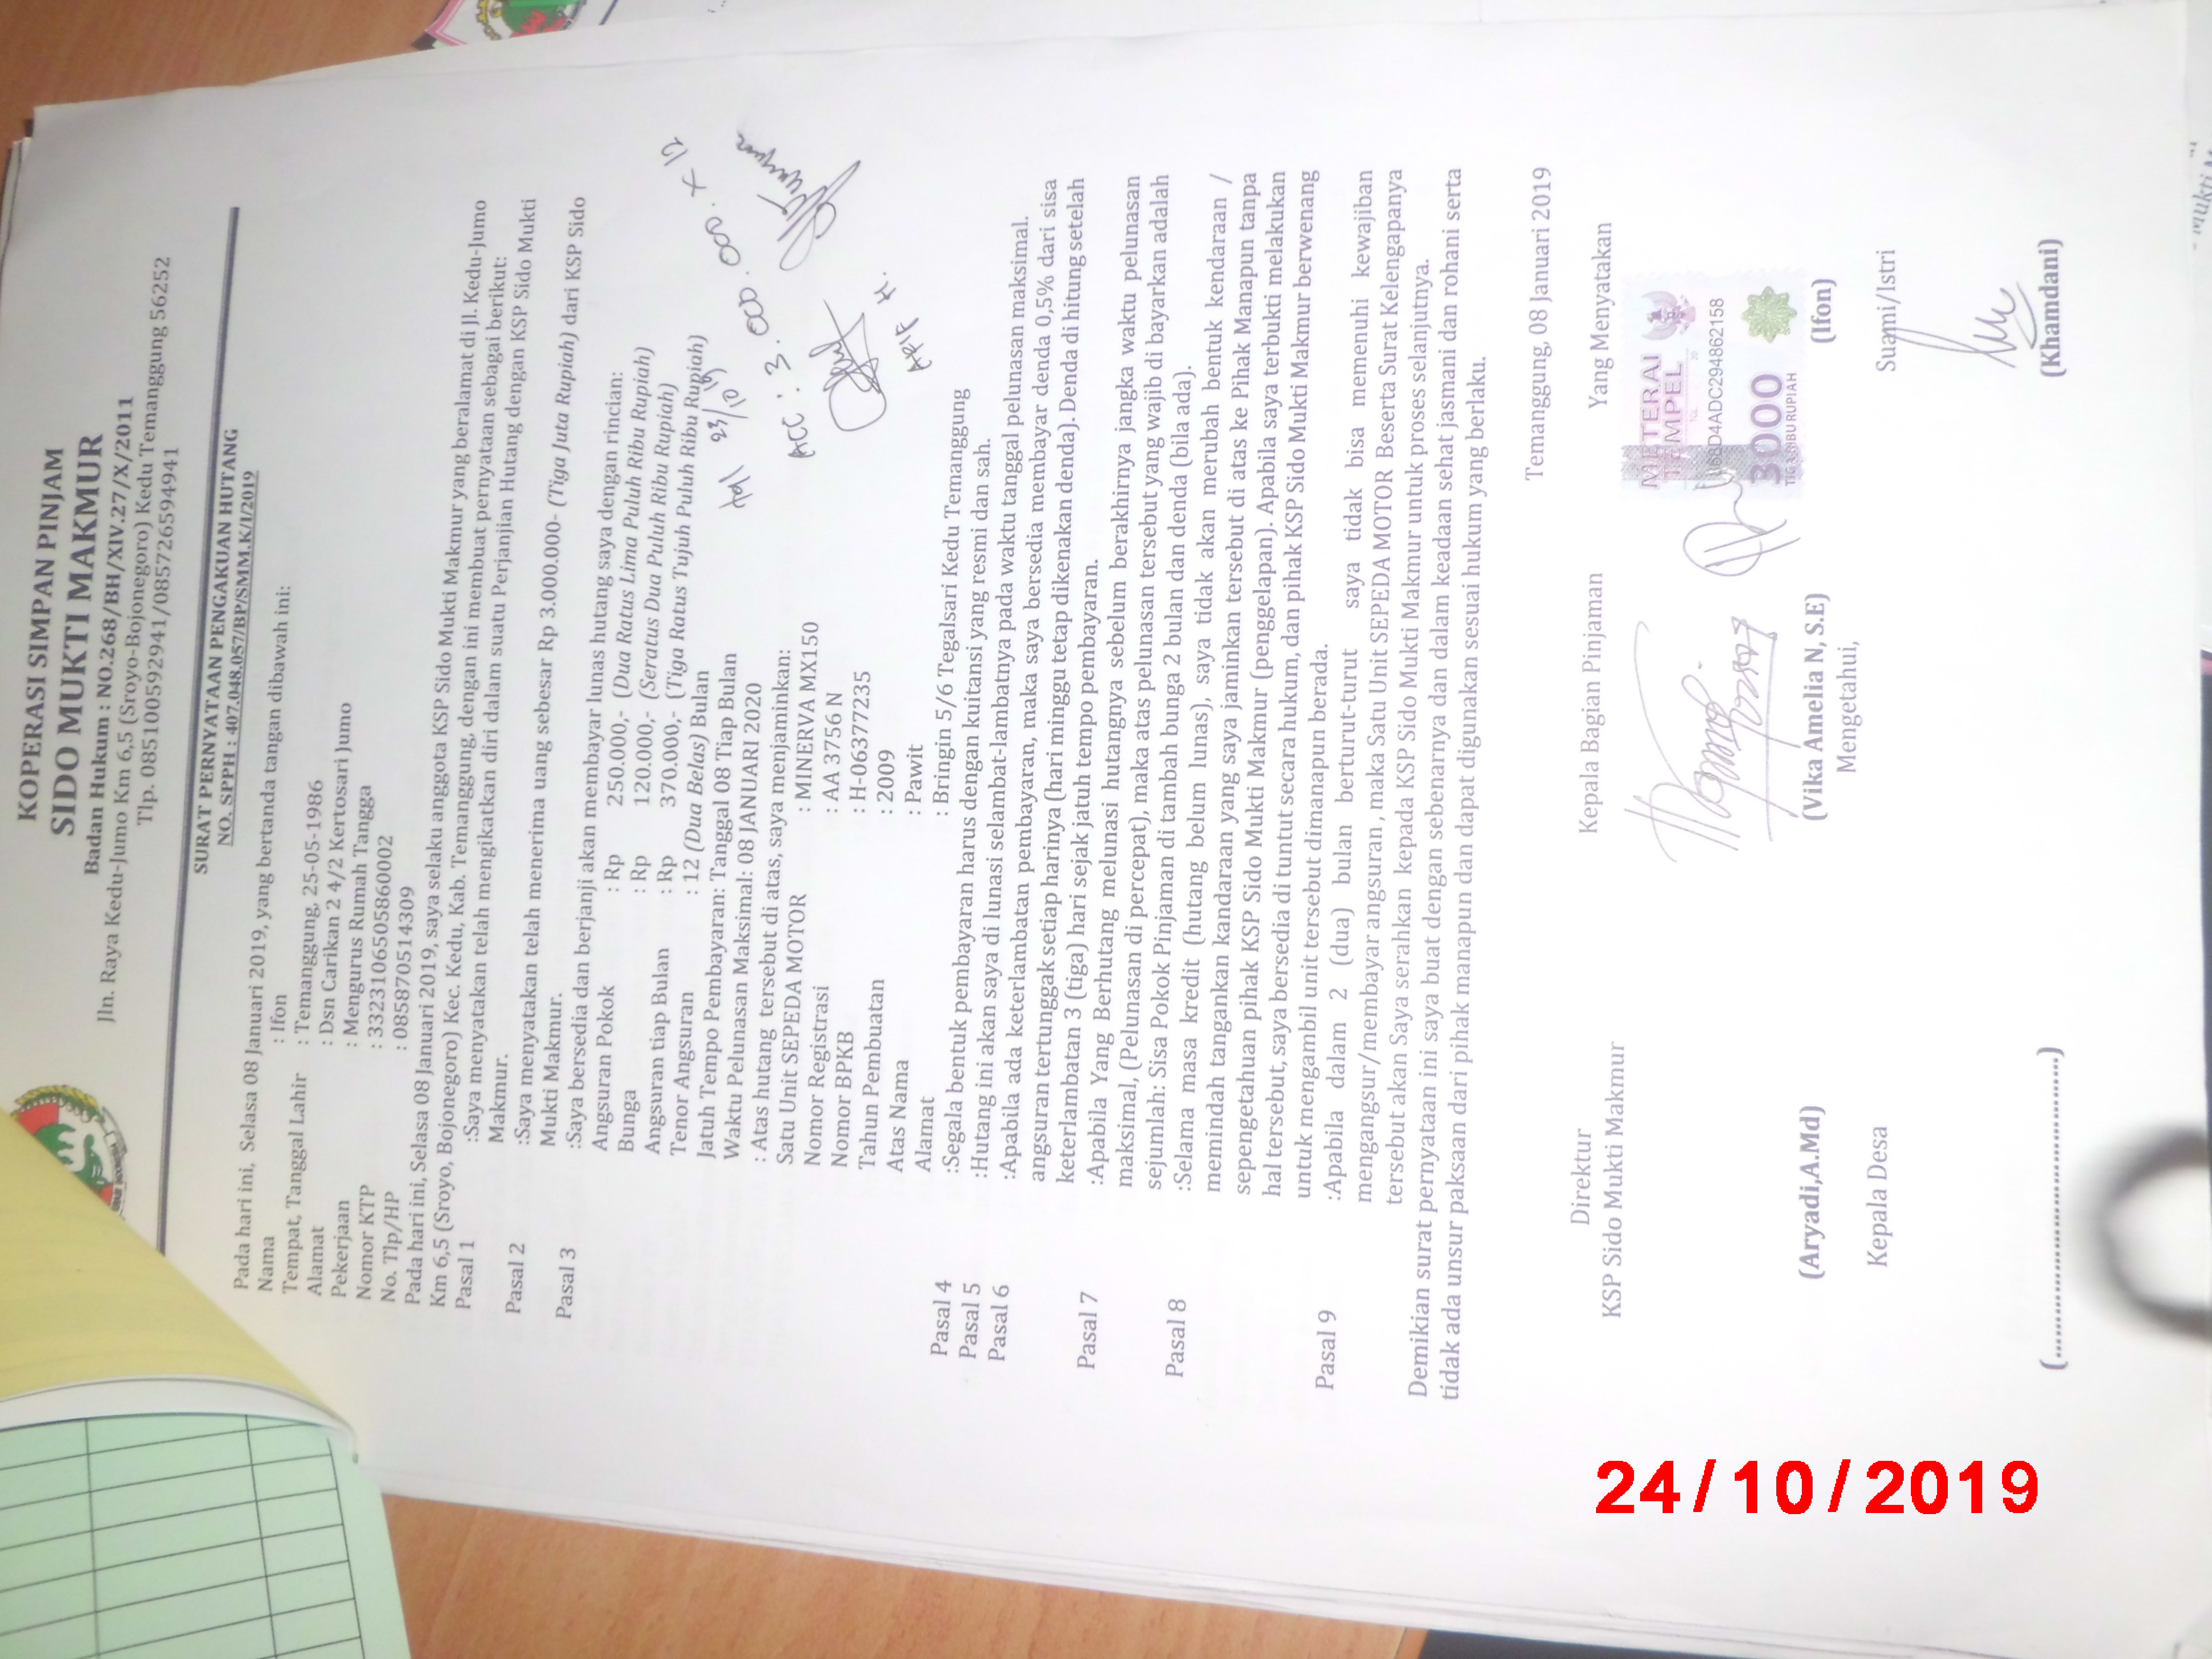 KOPERASI SIMPAN PINJAM
SIDO MUKTI MAKMUR
Badan Hukum : NO.268/BH/XIV.27/X/2011
Jln. Raya Kedu-Jumo Km 6,5 (Sroyo-Bojonegoro) Kedu Temanggung 56252
Tlp. 085100592941/085726594941
SURAT PERNYATAAN PENGAKUAN HUTANG
NO. SPPH : 407.048.057/BP/SMM.K/I/2019
Pada hari ini, Selasa 08 Januari 2019, yang bertanda tangan dibawah ini:
Nama : Ifon
Tempat, Tanggal Lahir : Temanggung, 25-05-1986
Alamat : Dsn Carikan 2 4/2 Kertosari Jumo
Pekerjaan : Mengurus Rumah Tangga
Nomor KTP : 3323106505860002
No. Tlp/HP : 085870514309
Pada hari ini, Selasa 08 Januari 2019, saya selaku anggota KSP Sido Mukti Makmur yang beralamat di Jl. Kedu-Jumo
Km 6,5 (Sroyo, Bojonegoro) Kec. Kedu, Kab. Temanggung, dengan ini membuat pernyataan sebagai berikut:
Pasal 1 :Saya menyatakan telah mengikatkan diri dalam suatu Perjanjian Hutang dengan KSP Sido Mukti
Makmur.
Pasal 2 :Saya menyatakan telah menerima uang sebesar Rp 3.000.000- (Tiga Juta Rupiah) dari KSP Sido
Mukti Makmur.
Pasal 3 :Saya bersedia dan berjanji akan membayar lunas hutang saya dengan rincian:
Angsuran Pokok : Rp 250.000,- (Dua Ratus Lima Puluh Ribu Rupiah)
Bunga : Rp 120.000,- (Seratus Dua Puluh Ribu Rupiah)
Angsuran tiap Bulan : Rp 370.000,- (Tiga Ratus Tujuh Puluh Ribu Rupiah)
Tenor Angsuran : 12 (Dua Belas) Bulan
Jatuh Tempo Pembayaran: Tanggal 08 Tiap Bulan
Waktu Pelunasan Maksimal: 08 JANUARI 2020
: Atas hutang tersebut di atas, saya menjaminkan:
Satu Unit SEPEDA MOTOR : MINERVA MX150
Nomor Registrasi : AA 3756 N
Nomor BPKB : H-06377235
Tahun Pembuatan : 2009
Atas Nama : Pawit
Alamat : Bringin 5/6 Tegalsari Kedu Temanggung
tgl 23/10 19
ACC : 3.000.000. x 12
ARIF H.
Pasal 4 :Segala bentuk pembayaran harus dengan kuitansi yang resmi dan sah.
Pasal 5 :Hutang ini akan saya di lunasi selambat-lambatnya pada waktu tanggal pelunasan maksimal.
Pasal 6 :Apabila ada keterlambatan pembayaran, maka saya bersedia membayar denda 0,5% dari sisa
angsuran tertunggak setiap harinya (hari minggu tetap dikenakan denda). Denda di hitung setelah
keterlambatan 3 (tiga) hari sejak jatuh tempo pembayaran.
Pasal 7 :Apabila Yang Berhutang melunasi hutangnya sebelum berakhirnya jangka waktu pelunasan
maksimal, (Pelunasan di percepat), maka atas pelunasan tersebut yang wajib di bayarkan adalah
sejumlah: Sisa Pokok Pinjaman di tambah bunga 2 bulan dan denda (bila ada).
Pasal 8 :Selama masa kredit (hutang belum lunas), saya tidak akan merubah bentuk kendaraan /
memindah tangankan kandaraan yang saya jaminkan tersebut di atas ke Pihak Manapun tanpa
sepengetahuan pihak KSP Sido Mukti Makmur (penggelapan). Apabila saya terbukti melakukan
hal tersebut, saya bersedia di tuntut secara hukum, dan pihak KSP Sido Mukti Makmur berwenang
untuk mengambil unit tersebut dimanapun berada.
Pasal 9 :Apabila dalam 2 (dua) bulan berturut-turut saya tidak bisa memenuhi kewajiban
mengangsur/membayar angsuran, maka Satu Unit SEPEDA MOTOR Beserta Surat Kelengapanya
tersebut akan Saya serahkan kepada KSP Sido Mukti Makmur untuk proses selanjutnya.
Demikian surat pernyataan ini saya buat dengan sebenarnya dan dalam keadaan sehat jasmani dan rohani serta
tidak ada unsur paksaan dari pihak manapun dan dapat digunakan sesuai hukum yang berlaku.
Temanggung, 08 Januari 2019
Direktur Kepala Bagian Pinjaman Yang Menyatakan
KSP Sido Mukti Makmur
METERAI
TEMPEL
6BD4ADC294862158
3000
TIGA RIBU RUPIAH
(Aryadi,A.Md) (Vika Amelia N, S.E) (Ifon)
Mengetahui,
Kepala Desa Suami/Istri
(........................................) (Khamdani)
24/10/2019